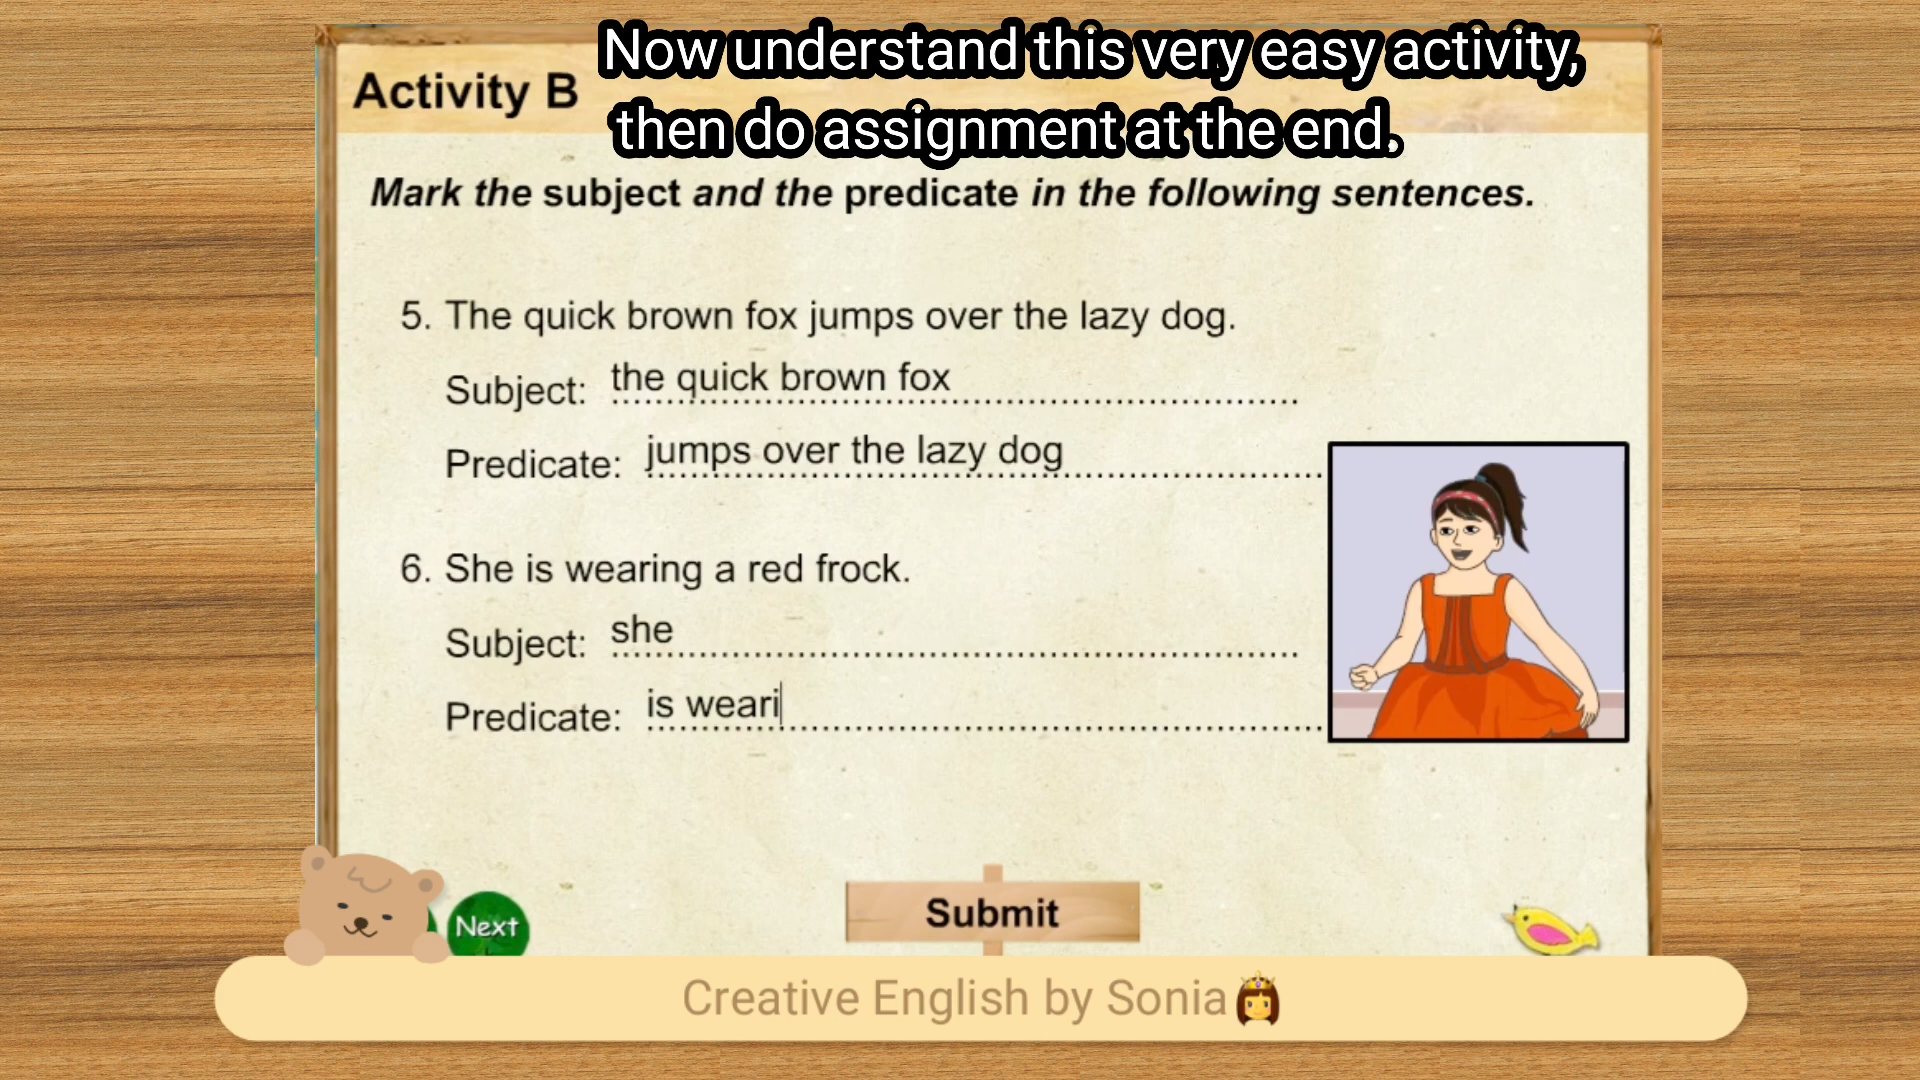 Now understand this very easy activity,
then do assignment at the end.
Activity B
Mark the subject and the predicate in the following sentences.
5. The quick brown fox jumps over the lazy dog.
Subject: the quick brown fox
Predicate: jumps over the lazy dog
6. She is wearing a red frock.
Subject: she
Predicate: is weari
Next
Submit
Creative English by Sonia👸